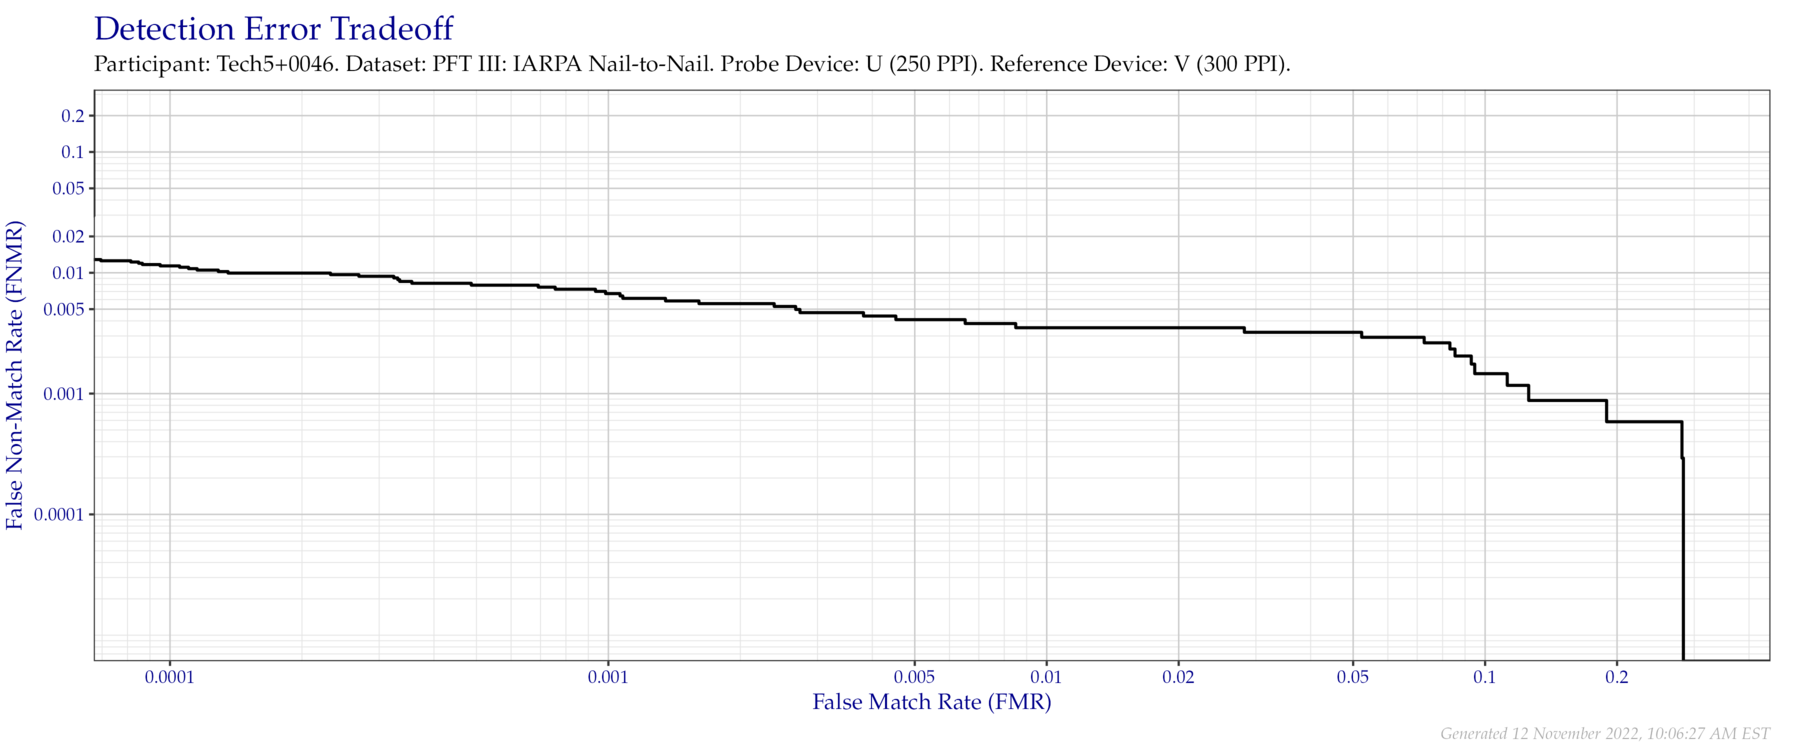 Detection Error Tradeoff
Participant: Tech5+0046. Dataset: PFT III: IARPA Nail-to-Nail. Probe Device: U (250 PPI). Reference Device: V (300 PPI).
False Non-Match Rate (FNMR)
0.2
0.1
0.05
0.02
0.01
0.005
0.001
0.0001
0.0001 0.001 0.005 0.01 0.02 0.05 0.1 0.2
False Match Rate (FMR)
Generated 12 November 2022, 10:06:27 AM EST